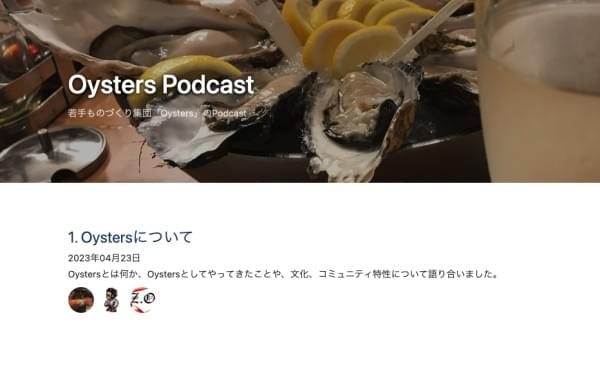 Oysters Podcast
若手ものづくり集団「Oysters」のPodcast
1. Oystersについて
2023年04月23日
Oystersとは何か、Oystersとしてやってきたことや、文化、コミュニティ特性について語り合いました。
Z.O